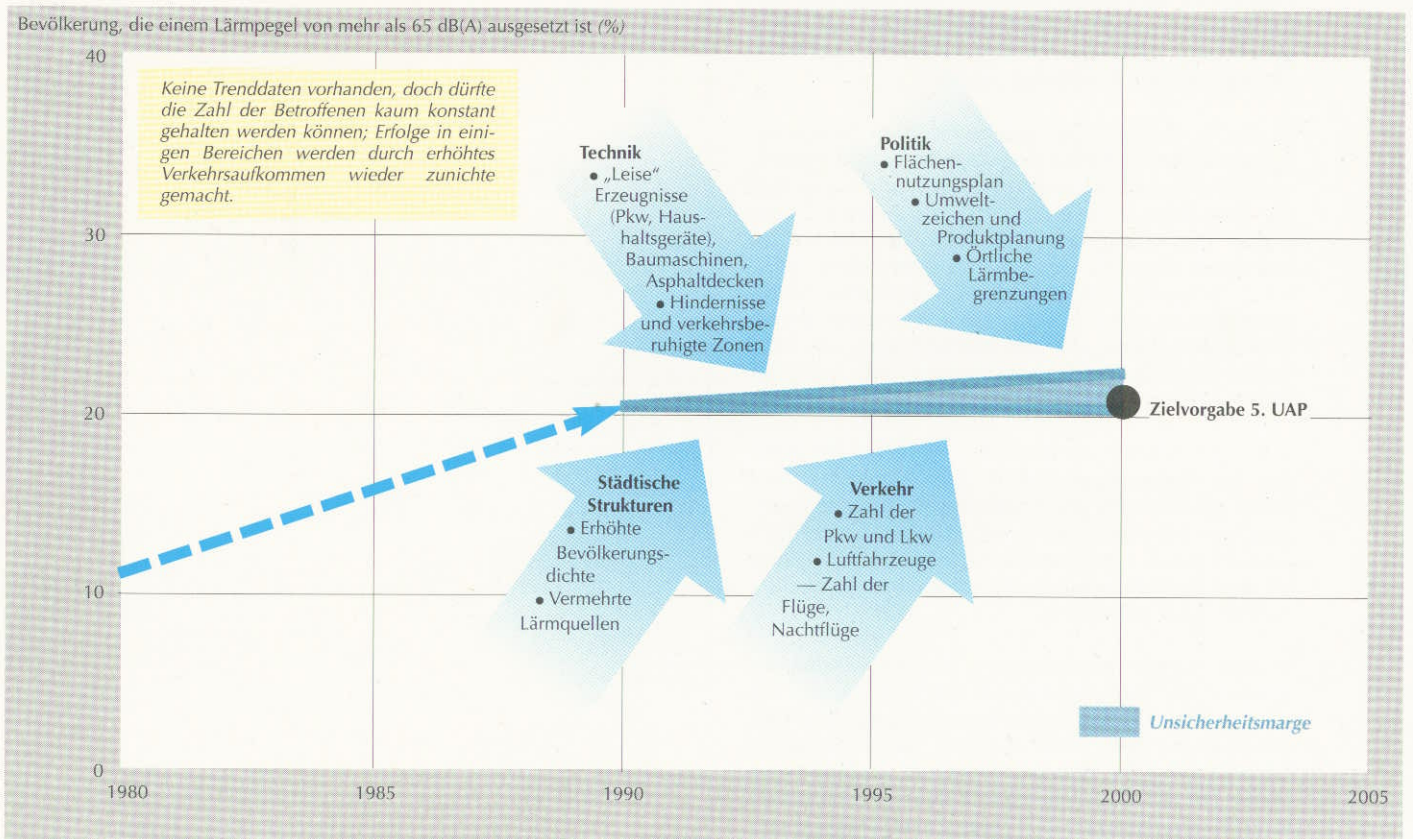 Bevölkerung, die einem Lärmpegel von mehr als 65 dB(A) ausgesetzt ist (%)
40
30
20
10
0
Keine Trenddaten vorhanden, doch dürfte
die Zahl der Betroffenen kaum konstant
gehalten werden können; Erfolge in eini-
gen Bereichen werden durch erhöhtes
Verkehrsaufkommen wieder zunichte
gemacht.
Technik
• „Leise“
Erzeugnisse
(Pkw, Haus-
haltsgeräte),
Baumaschinen,
Asphaltdecken
• Hindernisse
und verkehrsbe-
ruhigte Zonen
Politik
• Flächen-
nutzungsplan
• Umwelt-
zeichen und
Produktplanung
• Örtliche
Lärmbe-
grenzungen
Zielvorgabe 5. UAP
Städtische
Strukturen
• Erhöhte
Bevölkerungs-
dichte
• Vermehrte
Lärmquellen
Verkehr
• Zahl der
Pkw und Lkw
• Luftfahrzeuge
— Zahl der
Flüge,
Nachtflüge
Unsicherheitsmarge
1980 1985 1990 1995 2000 2005